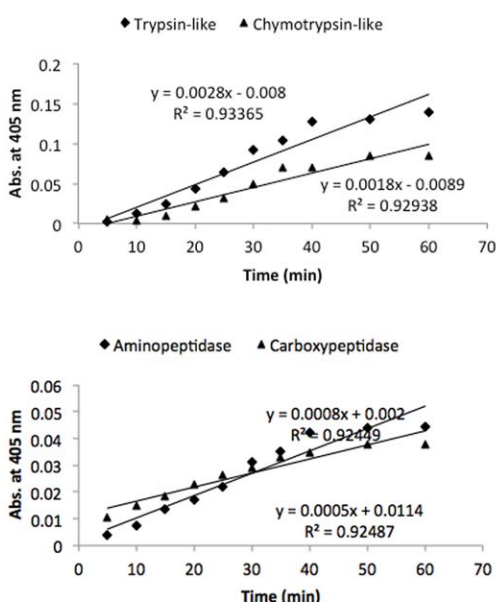 Trypsin-like Chymotrypsin-like
0.2
0.15
0.1
0.05
0
Abs. at 405 nm
y = 0.0028x - 0.008
R² = 0.93365
y = 0.0018x - 0.0089
R² = 0.92938
0 10 20 30 40 50 60 70
Time (min)
Aminopeptidase Carboxypeptidase
0.06
0.05
0.04
0.03
0.02
0.01
0
Abs. at 405 nm
y = 0.0008x + 0.002
R² = 0.92449
y = 0.0005x + 0.0114
R² = 0.92487
0 10 20 30 40 50 60 70
Time (min)